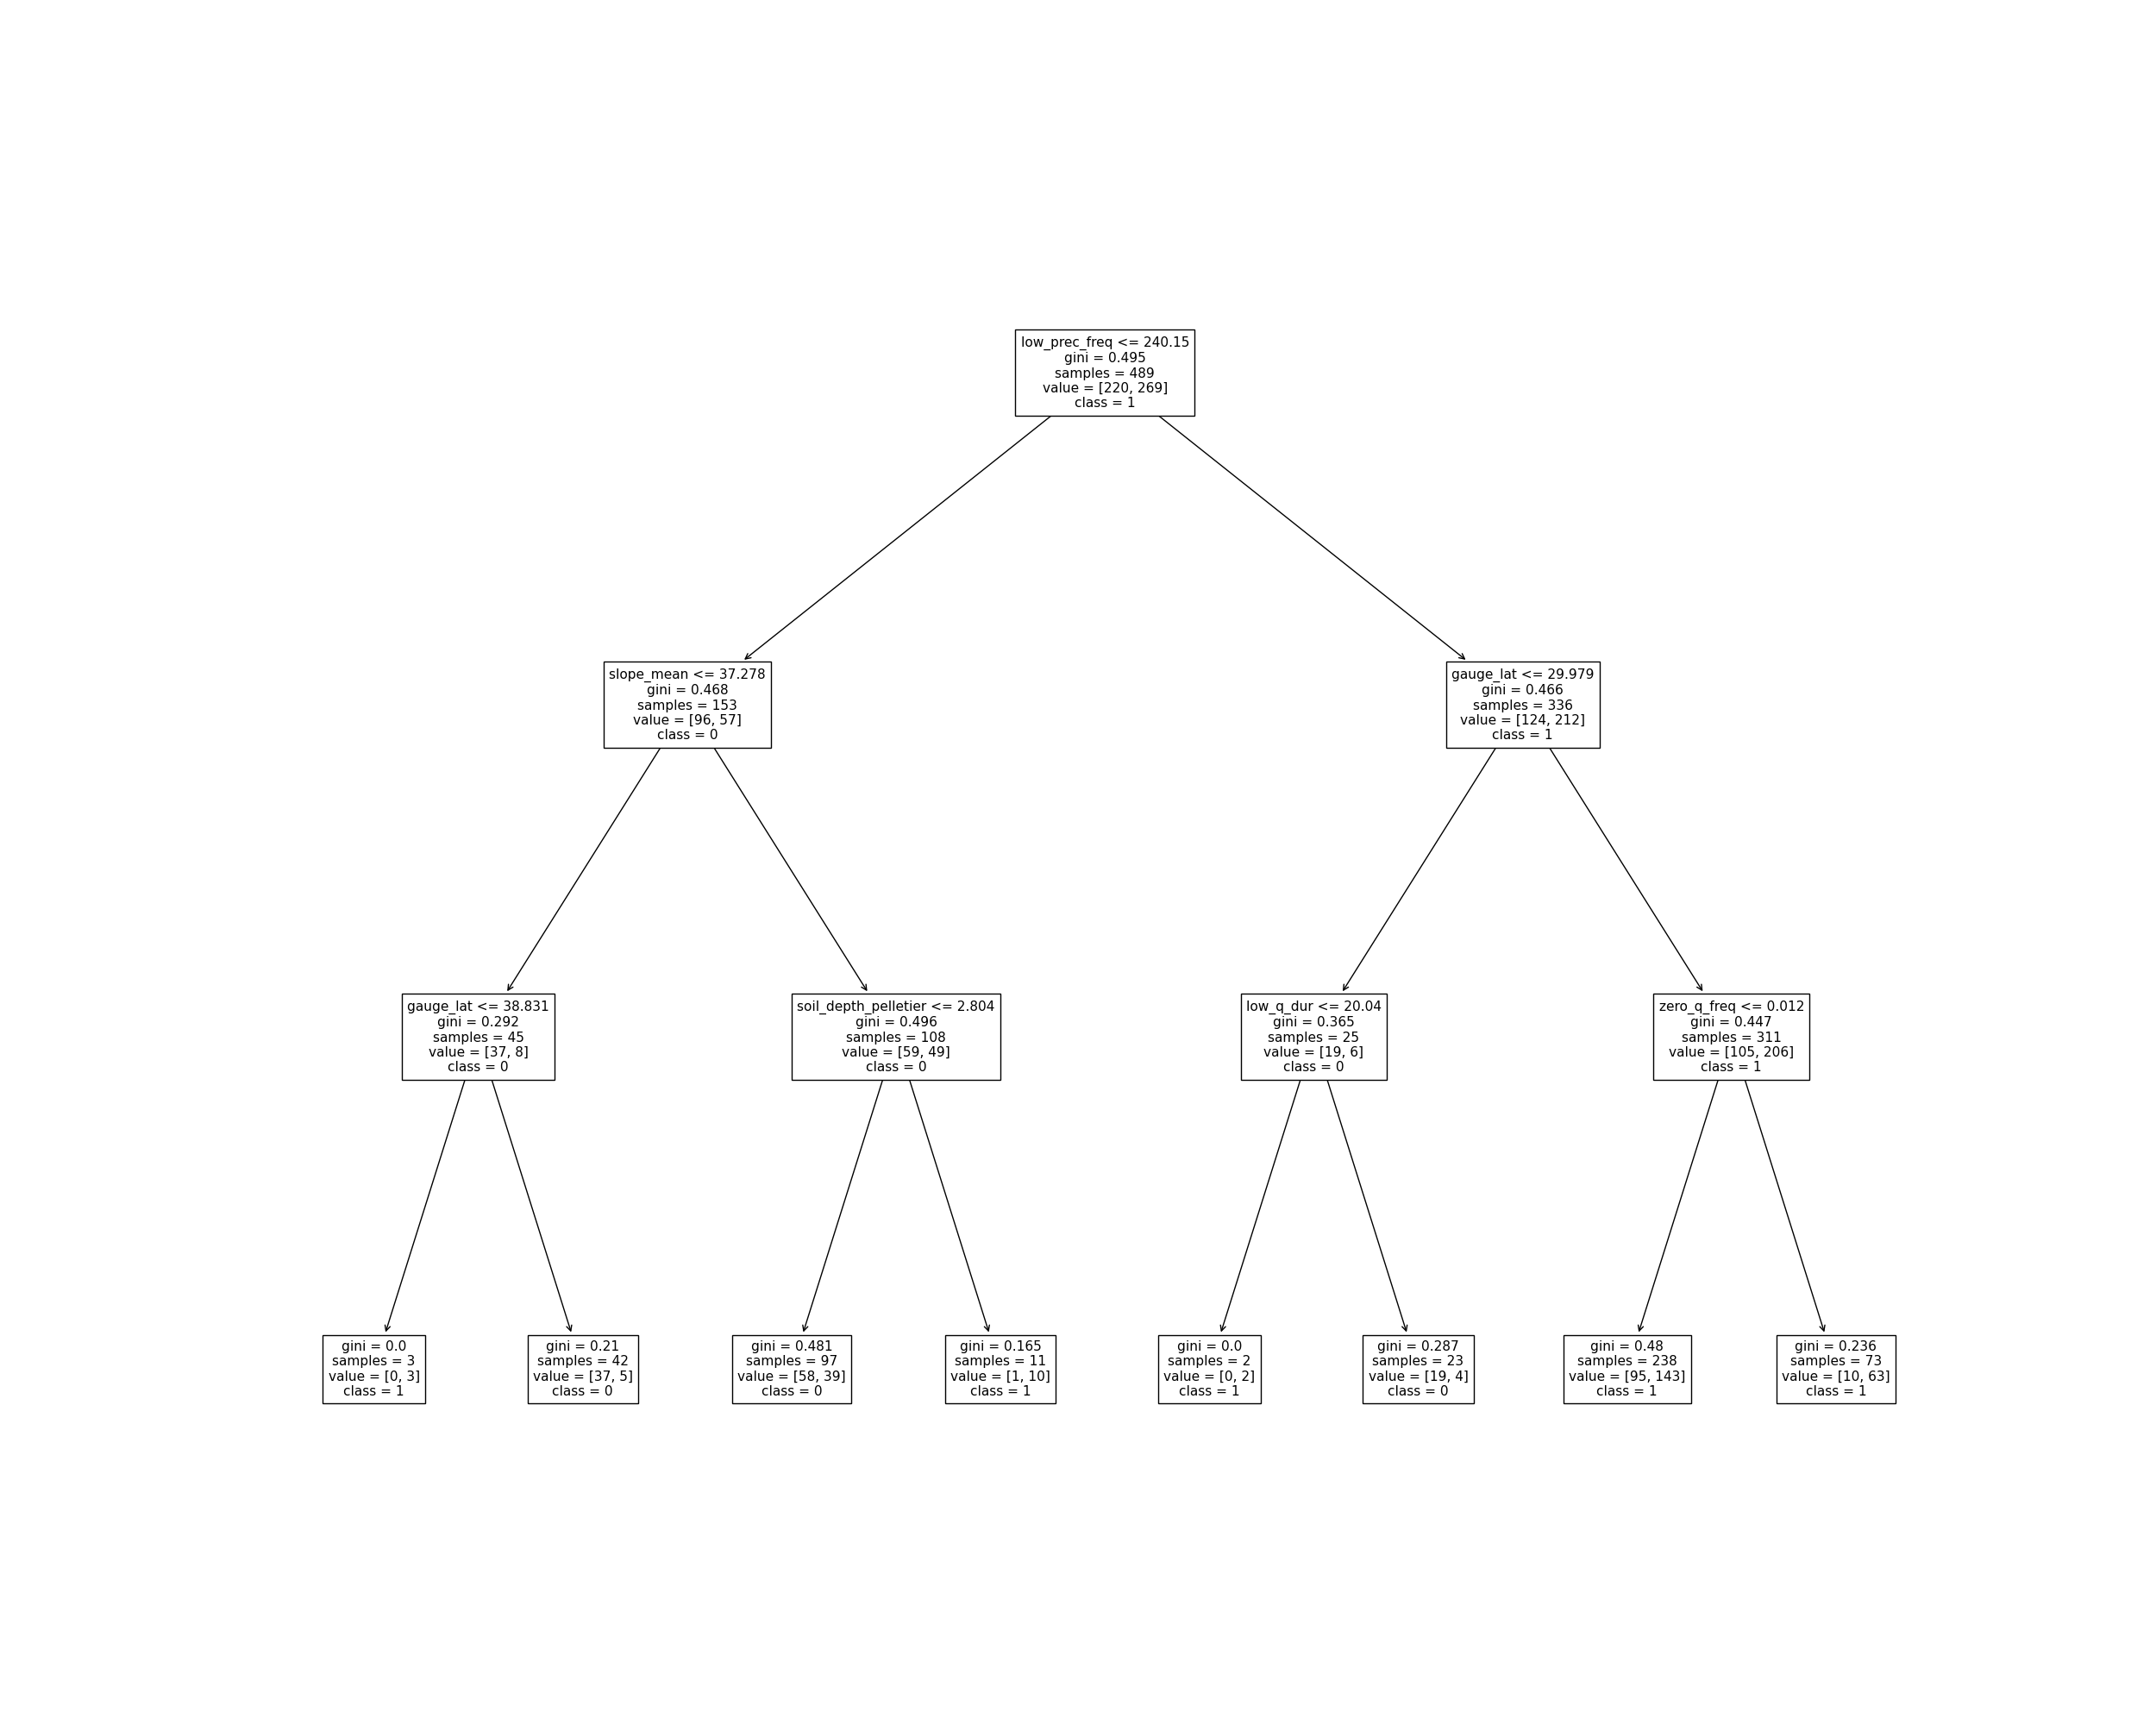 low_prec_freq <= 240.15
gini = 0.495
samples = 489
value = [220, 269]
class = 1
slope_mean <= 37.278
gini = 0.468
samples = 153
value = [96, 57]
class = 0
gauge_lat <= 29.979
gini = 0.466
samples = 336
value = [124, 212]
class = 1
gauge_lat <= 38.831
gini = 0.292
samples = 45
value = [37, 8]
class = 0
soil_depth_pelletier <= 2.804
gini = 0.496
samples = 108
value = [59, 49]
class = 0
low_q_dur <= 20.04
gini = 0.365
samples = 25
value = [19, 6]
class = 0
zero_q_freq <= 0.012
gini = 0.447
samples = 311
value = [105, 206]
class = 1
gini = 0.0
samples = 3
value = [0, 3]
class = 1
gini = 0.21
samples = 42
value = [37, 5]
class = 0
gini = 0.481
samples = 97
value = [58, 39]
class = 0
gini = 0.165
samples = 11
value = [1, 10]
class = 1
gini = 0.0
samples = 2
value = [0, 2]
class = 1
gini = 0.287
samples = 23
value = [19, 4]
class = 0
gini = 0.48
samples = 238
value = [95, 143]
class = 1
gini = 0.236
samples = 73
value = [10, 63]
class = 1